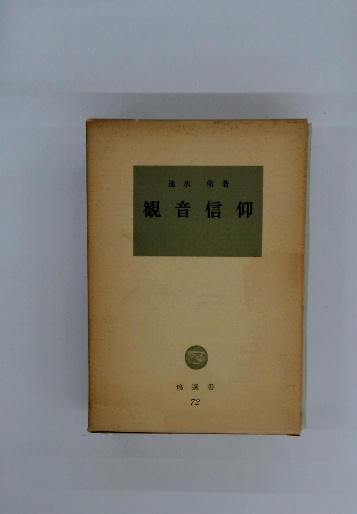 速水 侑著
観音信仰
塙選書
72